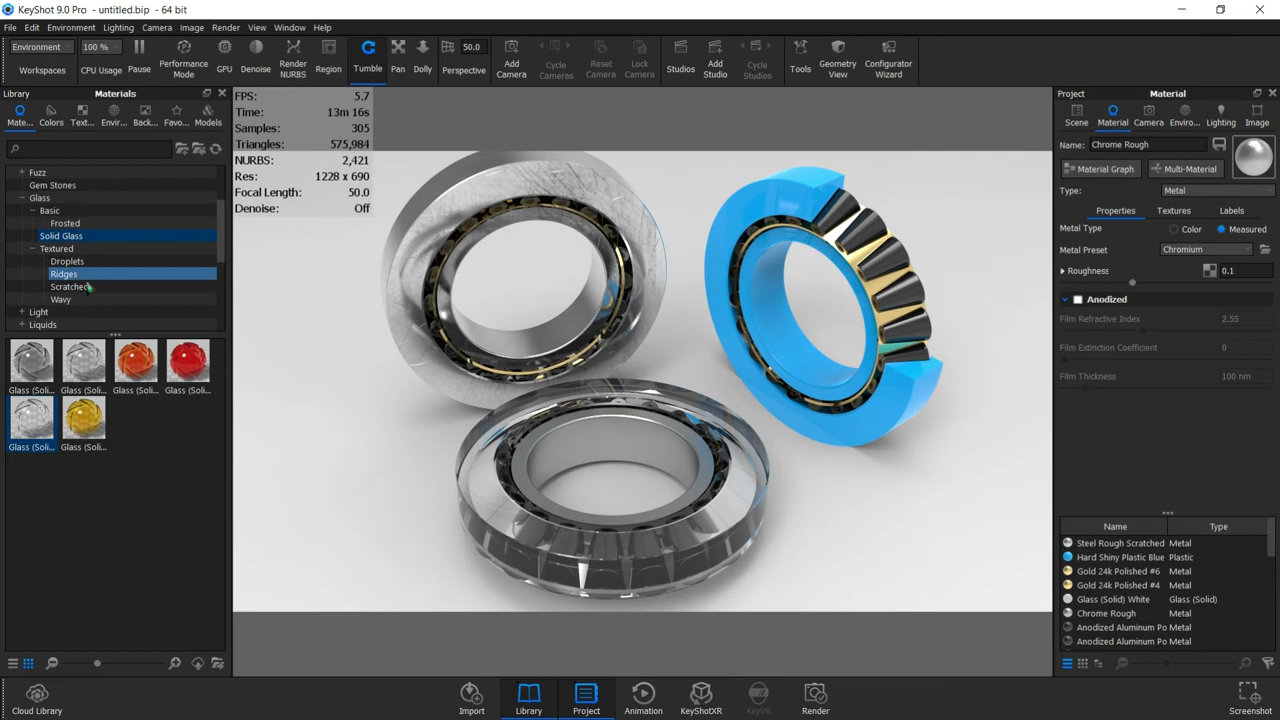 KeyShot 9.0 Pro - untitled.bip - 64 bit
File Edit Environment Lighting Camera Image Render View Window Help
Environment 100 % 50.0
Workspaces CPU Usage Pause Performance Mode GPU Denoise Render NURBS Region Tumble Pan Dolly Perspective Add Camera Cycle Cameras Reset Camera Lock Camera Studios Add Studio Cycle Studios Tools Geometry View Configurator Wizard
Library Materials
Mate... Colors Text... Envir... Back... Favo... Models
Fuzz
Gem Stones
Glass
Basic
Frosted
Solid Glass
Textured
Droplets
Ridges
Scratched
Wavy
Light
Liquids
Glass (Soli... Glass (Soli... Glass (Soli... Glass (Soli...
Glass (Soli... Glass (Soli...
FPS: 5.7
Time: 13m 16s
Samples: 305
Triangles: 575,984
NURBS: 2,421
Res: 1228 x 690
Focal Length: 50.0
Denoise: Off
Project Material
Scene Material Camera Enviro... Lighting Image
Name: Chrome Rough
Material Graph Multi-Material
Type: Metal
Properties Textures Labels
Metal Type Color Measured
Metal Preset Chromium
Roughness 0.1
Anodized
Film Refractive Index 2.55
Film Extinction Coefficient 0
Film Thickness 100 nm
Name Type
Steel Rough Scratched Metal
Hard Shiny Plastic Blue Plastic
Gold 24k Polished #6 Metal
Gold 24k Polished #4 Metal
Glass (Solid) White Glass (Solid)
Chrome Rough Metal
Anodized Aluminum Po Metal
Anodized Aluminum Po Metal
Cloud Library Import Library Project Animation KeyShotXR KeyVR Render Screenshot